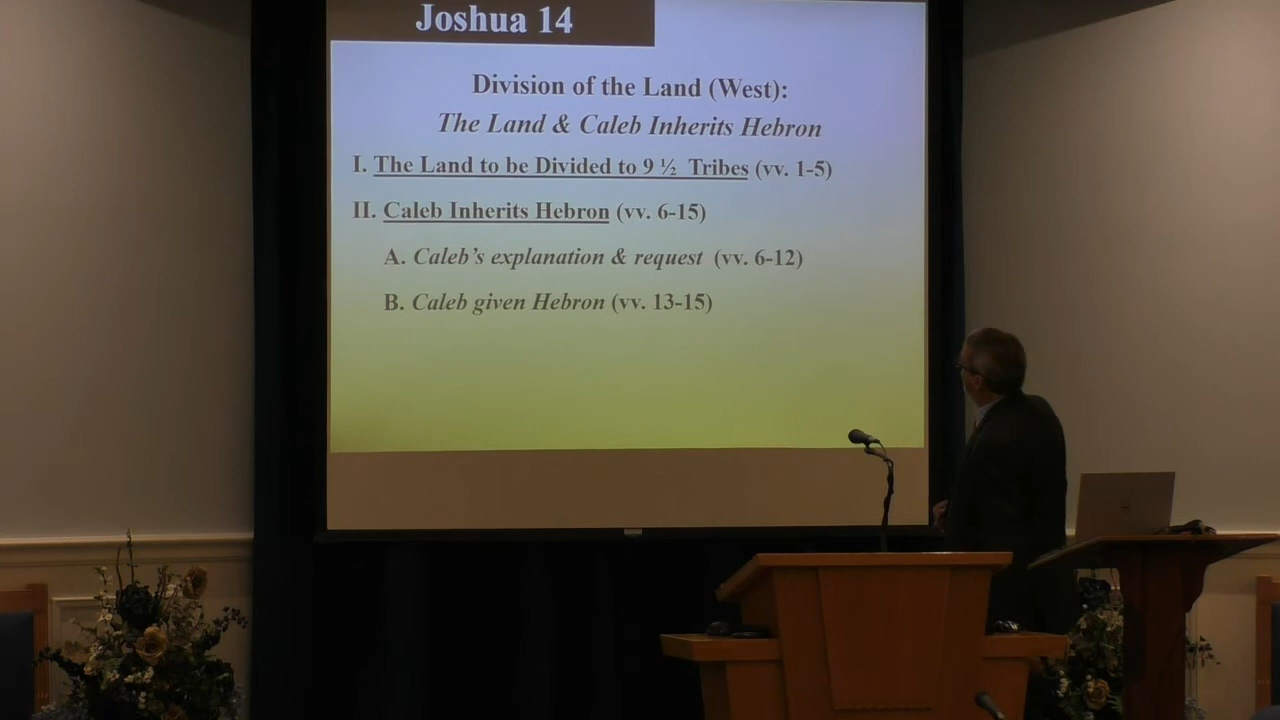 Joshua 14
Division of the Land (West):
The Land & Caleb Inherits Hebron
I. The Land to be Divided to 9 ½ Tribes (vv. 1-5)
II. Caleb Inherits Hebron (vv. 6-15)
A. Caleb's explanation & request (vv. 6-12)
B. Caleb given Hebron (vv. 13-15)